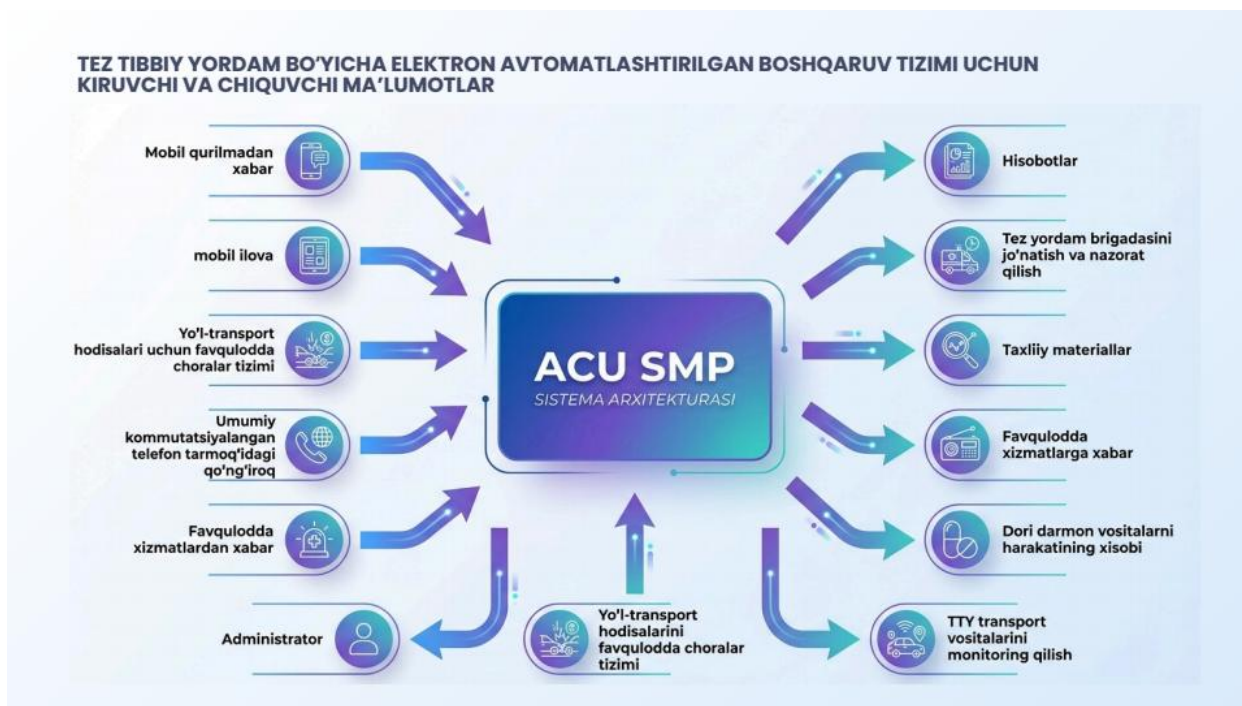 TEZ TIBBIY YORDAM BO‘YICHA ELEKTRON AVTOMATLASHTIRILGAN BOSHQARUV TIZIMI UCHUN
KIRUVCHI VA CHIQUVCHI MA’LUMOTLAR
Mobil qurilmadan
xabar
mobil ilova
Yo'l-transport
hodisalari uchun favqulodda
choralar tizimi
Umumiy
kommutatsiyalangan
telefon tarmoq'idagi
qo'ng'iroq
Favqulodda
xizmatlardan xabar
Administrator
ACU SMP
SISTEMA ARXITEKTURASI
Yo'l-transport
hodisalarini
favqulodda choralar
tizimi
Hisobotlar
Tez yordam brigadasini
jo'natish va nazorat
qilish
Taxliiy materiallar
Favqulodda
xizmatlarga xabar
Dori darmon vositalarni
harakatining xisobi
TTY transport
vositalarini
monitoring qilish